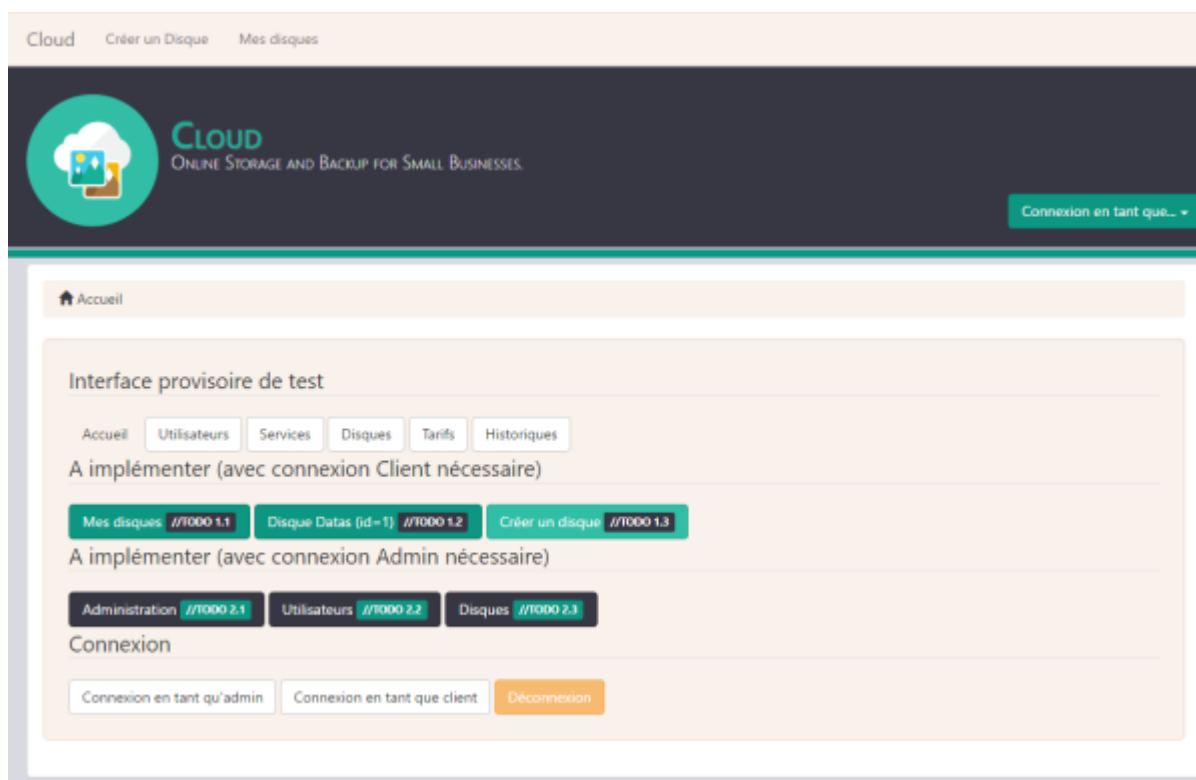 Cloud Créer un Disque Mes disques
CLOUD
ONLINE STORAGE AND BACKUP FOR SMALL BUSINESSES.
Connexion en tant que...
Accueil
Interface provisoire de test
Accueil Utilisateurs Services Disques Tarifs Historiques
A implémenter (avec connexion Client nécessaire)
Mes disques //TODO 1.1 Disque Datas (id=1) //TODO 1.2 Créer un disque //TODO 1.3
A implémenter (avec connexion Admin nécessaire)
Administration //TODO 2.1 Utilisateurs //TODO 2.2 Disques //TODO 2.3
Connexion
Connexion en tant qu'admin Connexion en tant que client Déconnexion